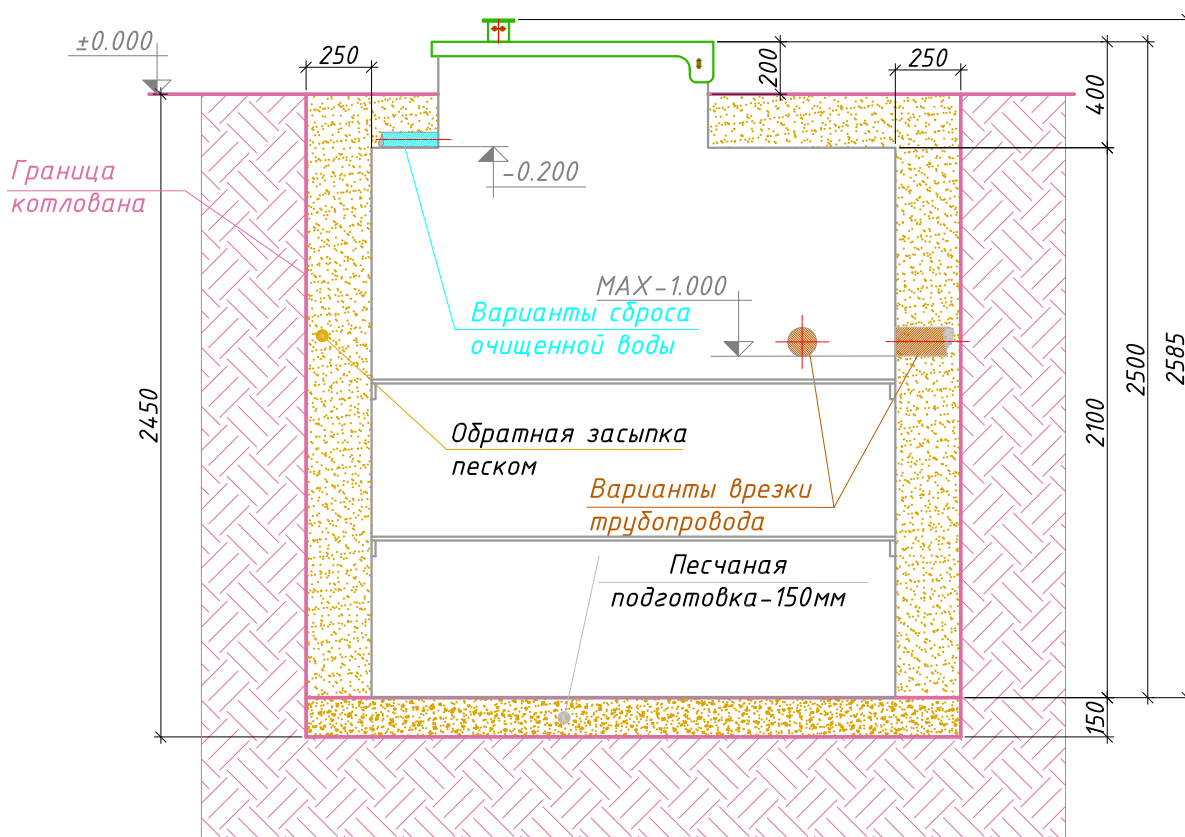 ±0.000
250
200
250
400
Граница
котлована
-0.200
MAX-1.000
Варианты сброса
очищенной воды
2585
2500
2450
2100
Обратная засыпка
песком
Варианты врезки
трубопровода
Песчаная
подготовка-150мм
150